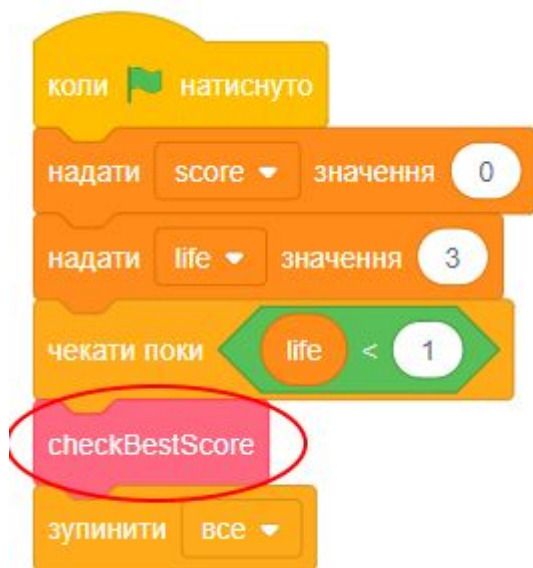 коли натиснуто
надати score значення 0
надати life значення 3
чекати поки life < 1
checkBestScore
зупинити все